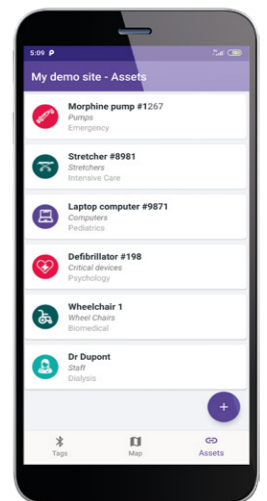 5:09 P
My demo site - Assets
Morphine pump #1267
Pumps
Emergency
Stretcher #8981
Stretchers
Intensive Care
Laptop computer #9871
Computers
Pediatrics
Defibrillator #198
Critical devices
Psychology
Wheelchair 1
Wheel Chairs
Biomedical
Dr Dupont
Staff
Dialysis
+
Tags
Map
Assets